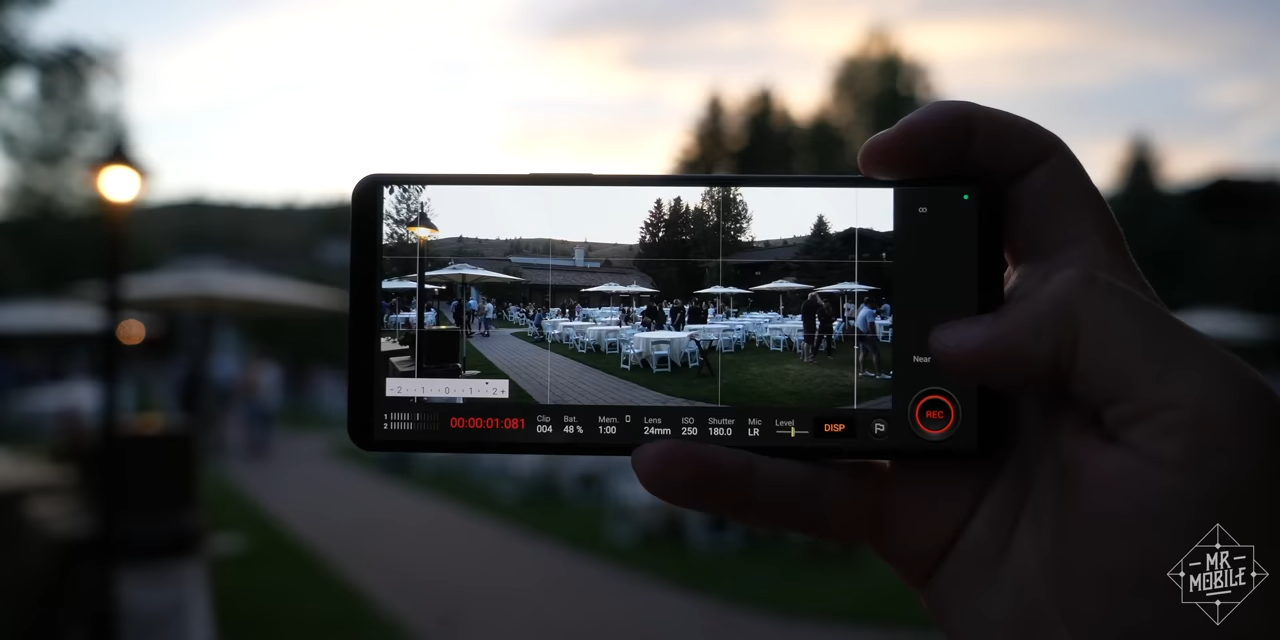 ∞
Near
REC
-2··1··0··1··2+
1
2
00:00:01:081
Clip
004
Bat.
48 %
Mem.
1:00
Lens
24mm
ISO
250
Shutter
180.0
Mic
LR
Level
DISP
MR
MOBILE